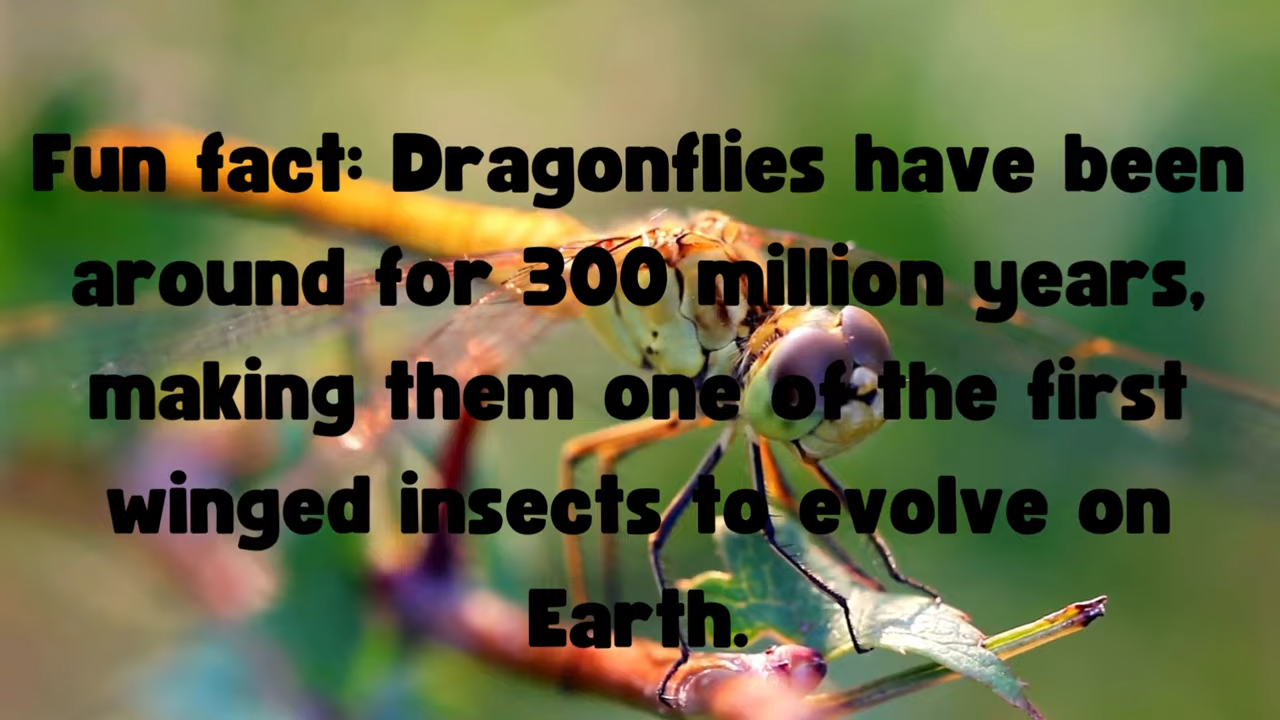 Fun fact: Dragonflies have been
around for 300 million years,
making them one of the first
winged insects to evolve on
Earth.